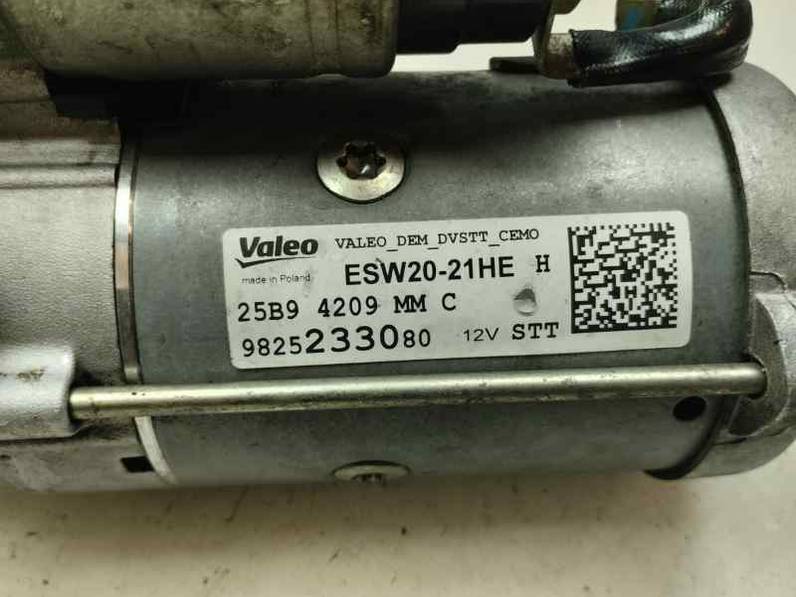 Valeo VALEO_DEM_DVSTT_CEMO
made in Poland ESW20-21HE H
25B9 4209 MM C
9825233080 12V STT